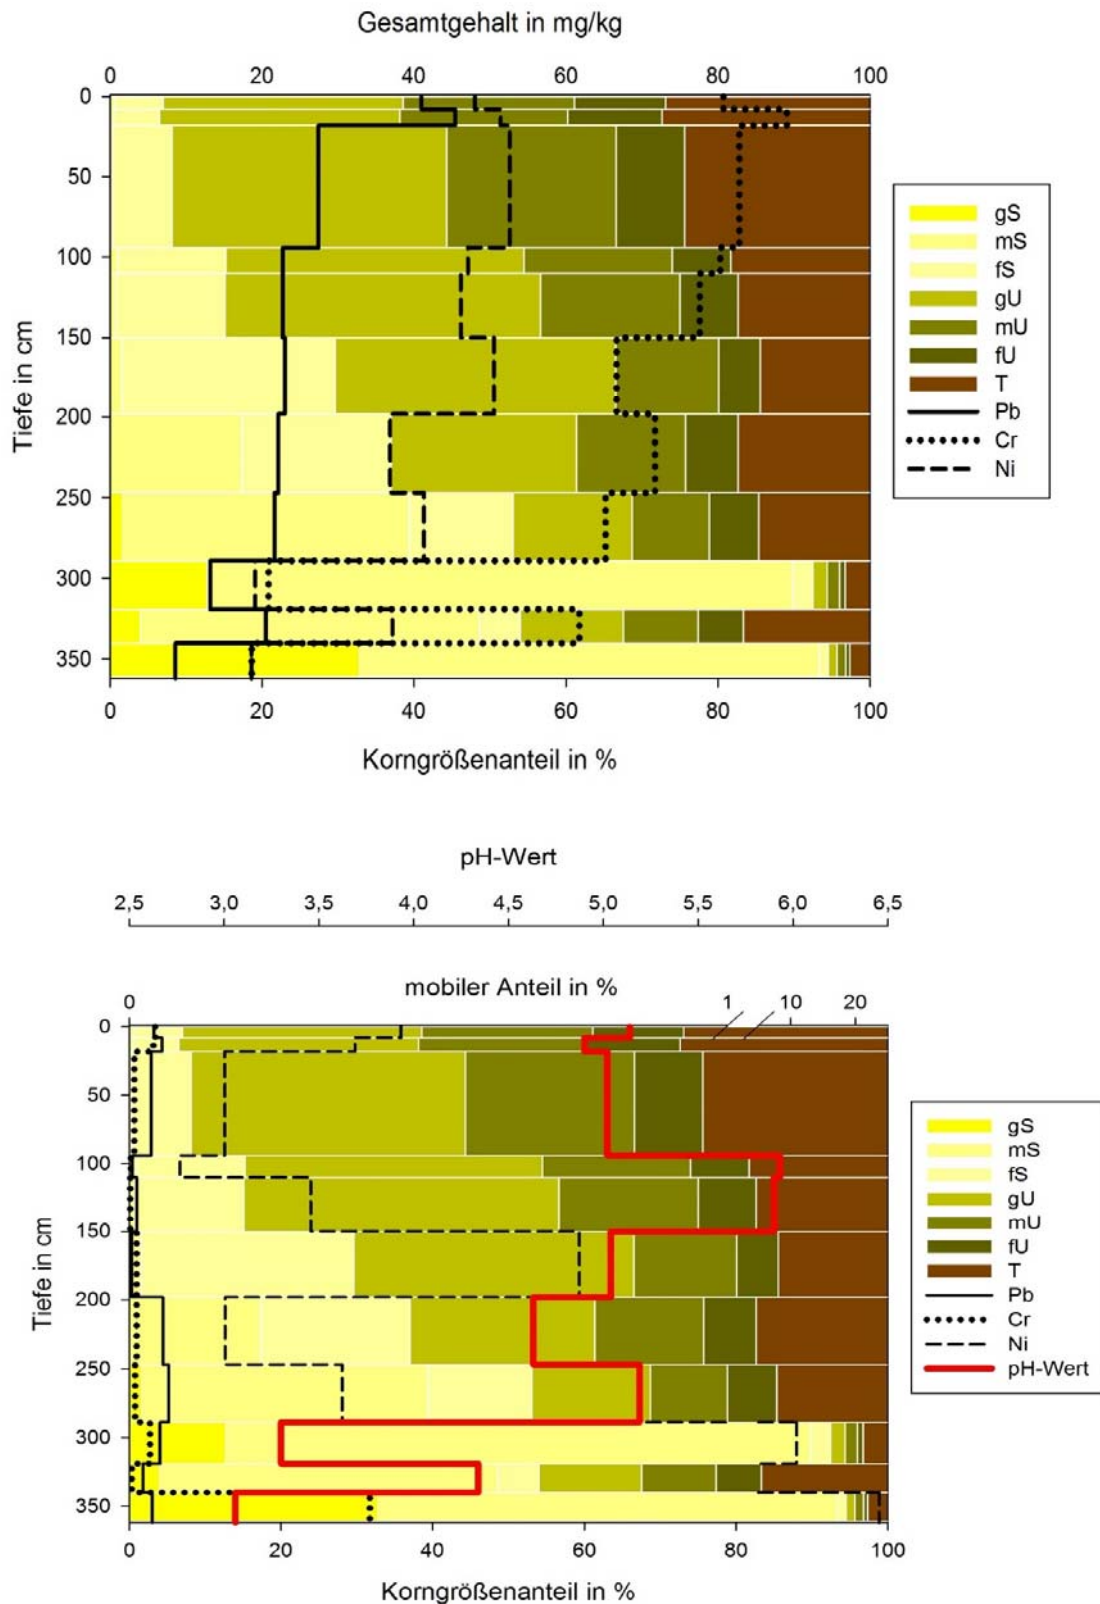 Gesamtgehalt in mg/kg
0 20 40 60 80 100
0
50
100
150
200
250
300
350
Tiefe in cm
0 20 40 60 80 100
Korngrößenanteil in %
gS
mS
fS
gU
mU
fU
T
Pb
Cr
Ni
pH-Wert
2,5 3,0 3,5 4,0 4,5 5,0 5,5 6,0 6,5
mobiler Anteil in %
0 1 10 20
0
50
100
150
200
250
300
350
Tiefe in cm
0 20 40 60 80 100
Korngrößenanteil in %
gS
mS
fS
gU
mU
fU
T
Pb
Cr
Ni
pH-Wert